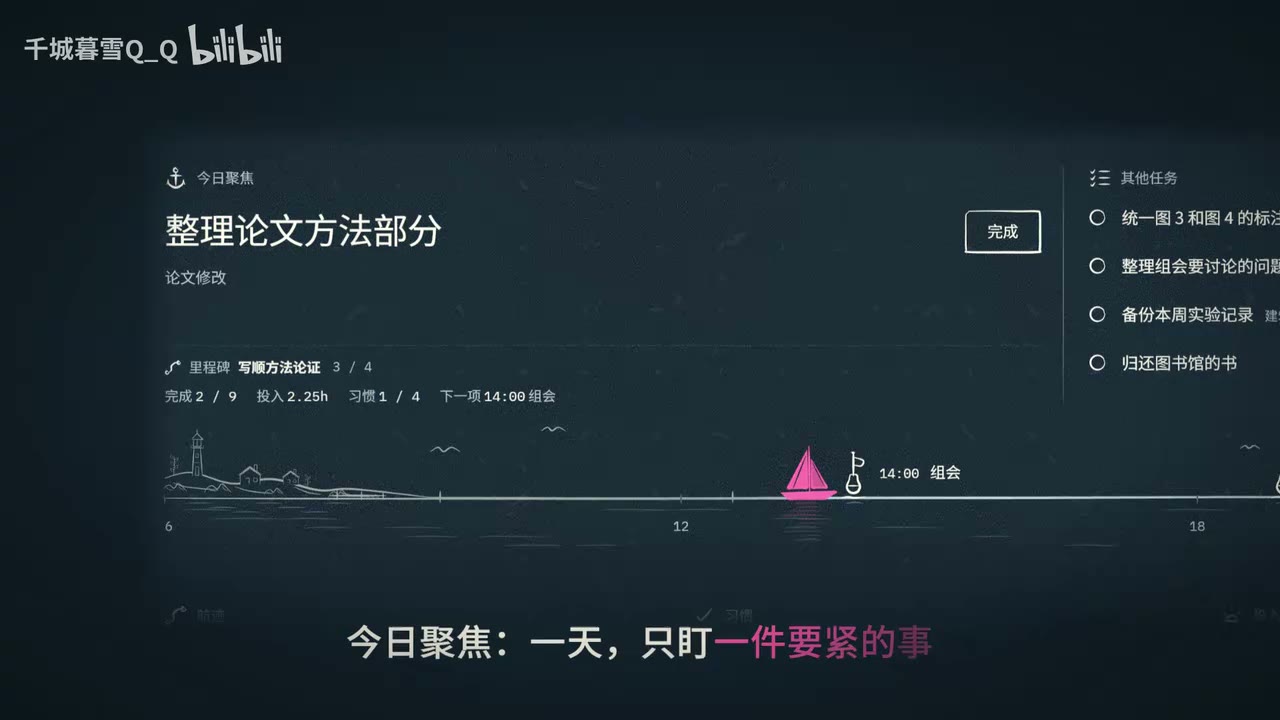 千城暮雪Q_Q bilibili
今日聚焦
整理论文方法部分
完成
论文修改
里程碑 写顺方法论证 3 / 4
完成 2 / 9 投入 2.25h 习惯 1 / 4 下一项 14:00 组会
其他任务
统一图 3 和图 4 的标注
整理组会要讨论的问题
备份本周实验记录
归还图书馆的书
14:00 组会
6 12 18
航迹 习惯
今日聚焦：一天，只盯一件要紧的事